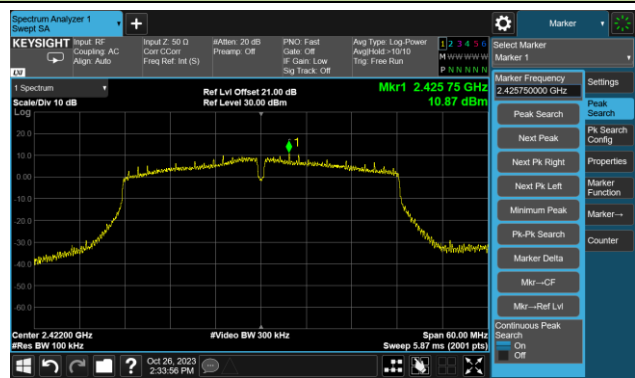 Spectrum Analyzer 1
Swept SA
Marker
KEYSIGHT
Input: RF
Coupling: AC
Align: Auto
Input Z: 50 Ω
Corr CCorr
Freq Ref: Int (S)
#Atten: 20 dB
Preamp: Off
PNO: Fast
Gate: Off
IF Gain: Low
Sig Track: Off
Avg Type: Log-Power
Avg|Hold:>10/10
Trig: Free Run
1 2 3 4 5 6
M W W W W W
P N N N N N
LXI
Select Marker
Marker 1
1 Spectrum
Scale/Div 10 dB
Log
Ref Lvl Offset 21.00 dB
Ref Level 30.00 dBm
Mkr1 2.425 75 GHz
10.87 dBm
20.0
10.0
0.00
-10.0
-20.0
-30.0
-40.0
-50.0
-60.0
1
Center 2.42200 GHz
#Res BW 100 kHz
#Video BW 300 kHz
Span 60.00 MHz
Sweep 5.87 ms (2001 pts)
Marker Frequency
2.425750000 GHz
Peak Search
Next Peak
Next Pk Right
Next Pk Left
Minimum Peak
Pk-Pk Search
Marker Delta
Mkr→CF
Mkr→Ref Lvl
Continuous Peak
Search
On
Off
Settings
Peak
Search
Pk Search
Config
Properties
Marker
Function
Marker→
Counter
Oct 26, 2023
2:33:56 PM